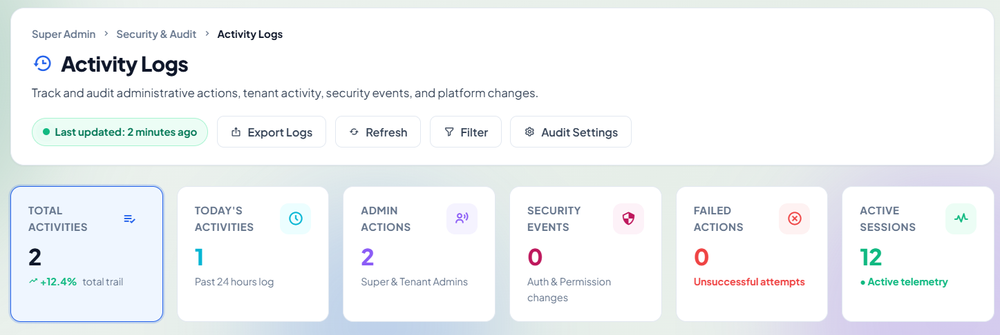 Super Admin > Security & Audit > Activity Logs
Activity Logs
Track and audit administrative actions, tenant activity, security events, and platform changes.
Last updated: 2 minutes ago
Export Logs
Refresh
Filter
Audit Settings
TOTAL
ACTIVITIES
2
+12.4% total trail
TODAY'S
ACTIVITIES
1
Past 24 hours log
ADMIN
ACTIONS
2
Super & Tenant Admins
SECURITY
EVENTS
0
Auth & Permission
changes
FAILED
ACTIONS
0
Unsuccessful attempts
ACTIVE
SESSIONS
12
● Active telemetry